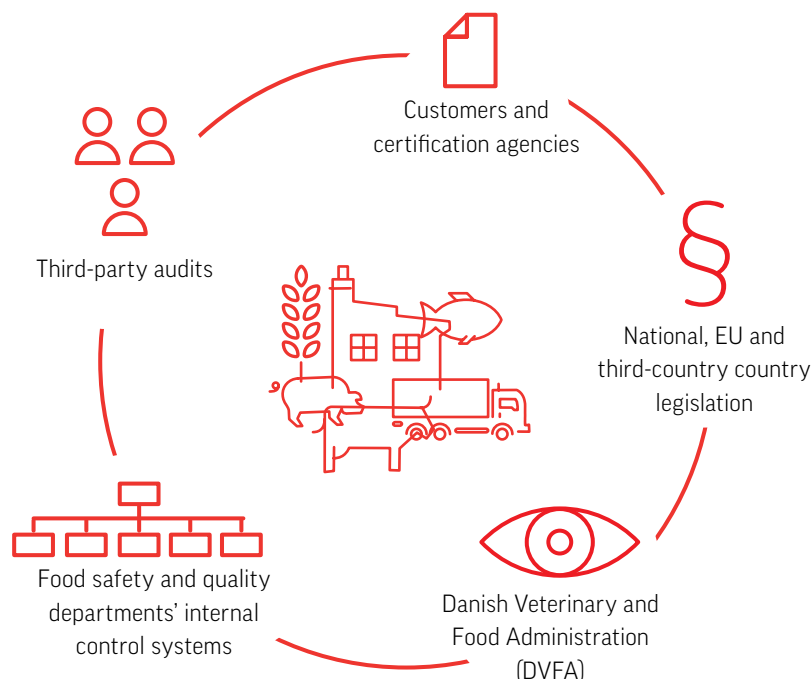 Customers and
certification agencies
Third-party audits
National, EU and
third-country country
legislation
Food safety and quality
departments’ internal
control systems
Danish Veterinary and
Food Administration
(DVFA)